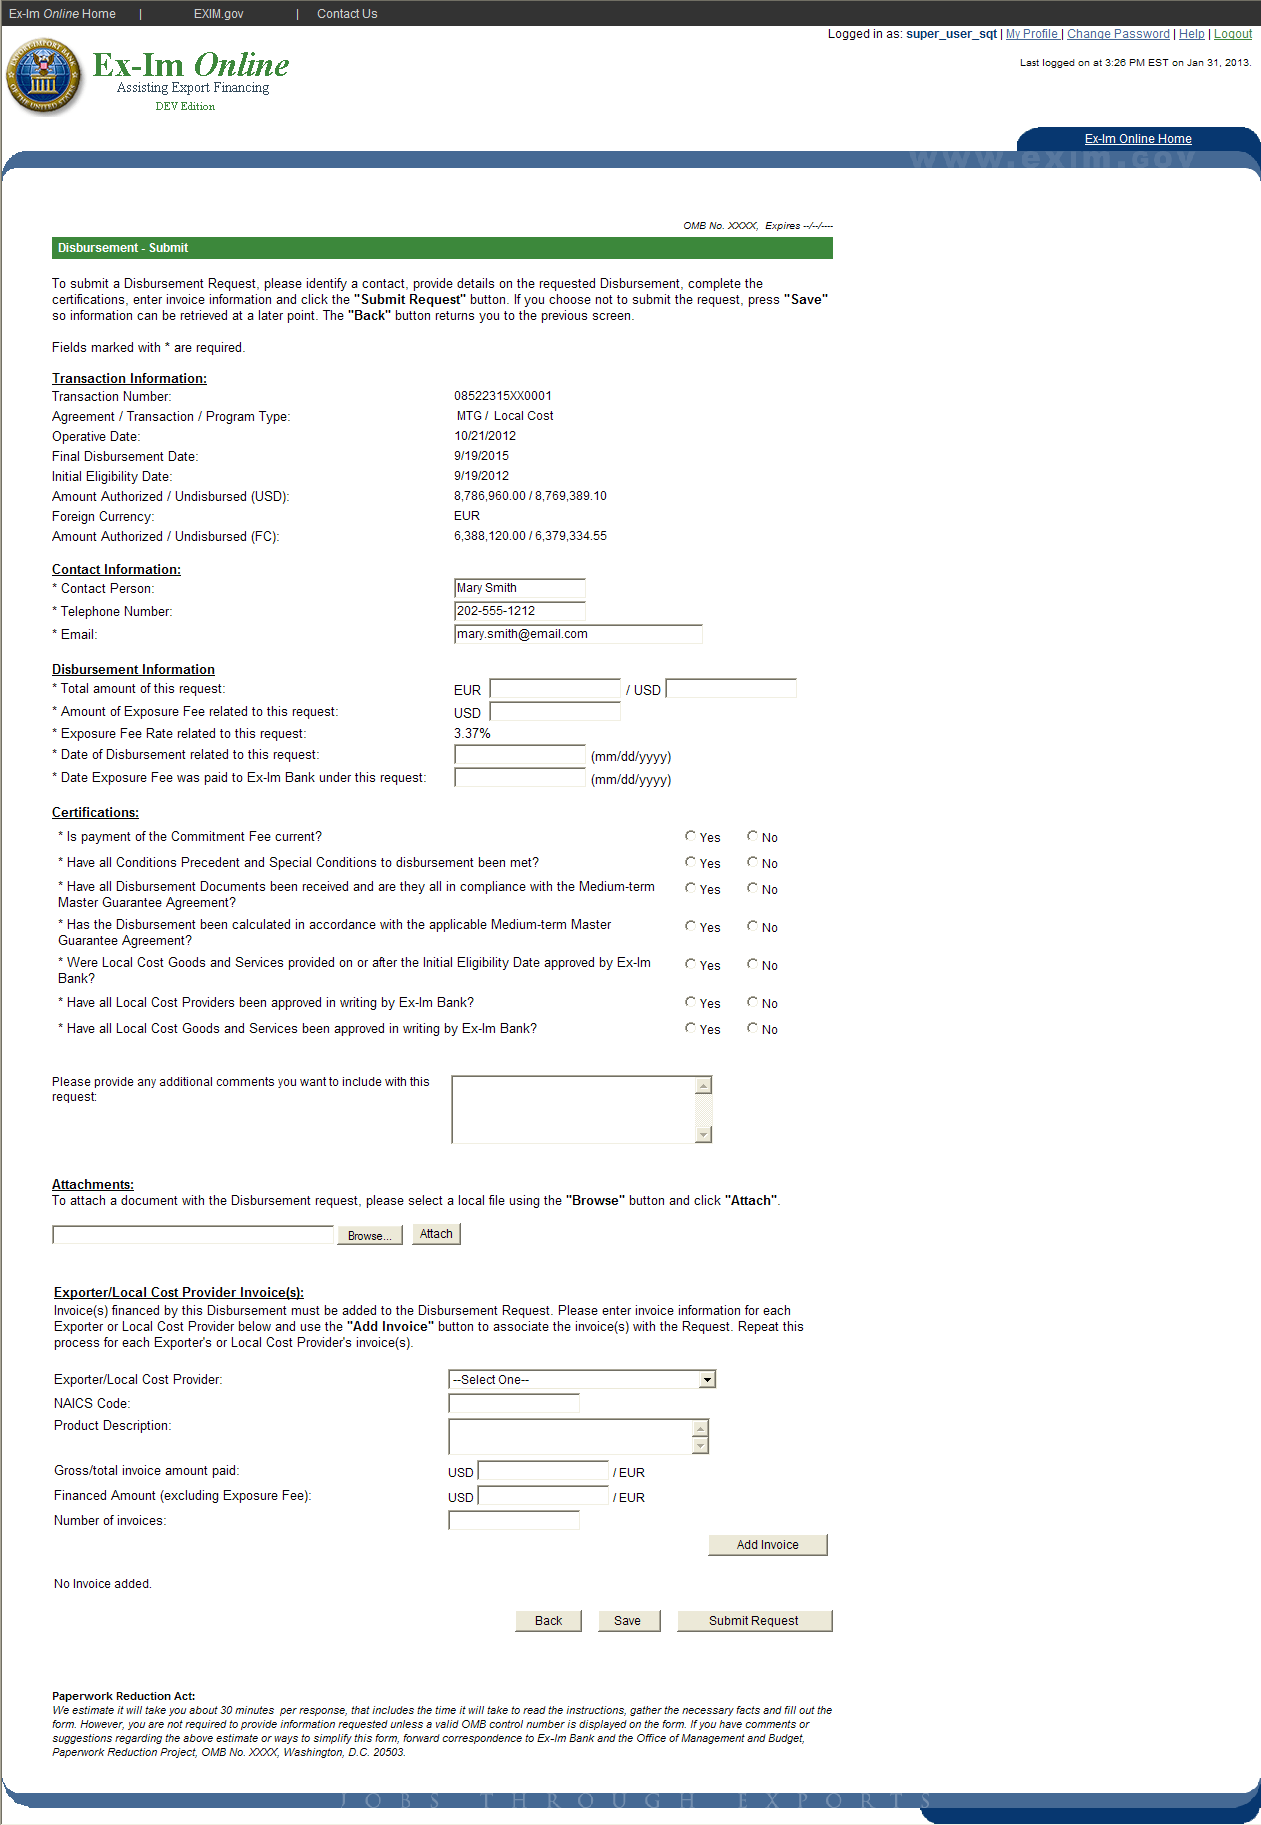 Ex-Im Online Home | EXIM.gov | Contact Us
Logged in as: super_user_sqt | My Profile | Change Password | Help | Logout
Last logged on at 3:26 PM EST on Jan 31, 2013.
EXPORT-IMPORT BANK OF THE UNITED STATES
Ex-Im Online
Assisting Export Financing
DEV Edition
Ex-Im Online Home
www.exim.gov
OMB No. XXXX, Expires --/--/----
Disbursement - Submit
To submit a Disbursement Request, please identify a contact, provide details on the requested Disbursement, complete the
certifications, enter invoice information and click the "Submit Request" button. If you choose not to submit the request, press "Save"
so information can be retrieved at a later point. The "Back" button returns you to the previous screen.
Fields marked with * are required.
Transaction Information:
Transaction Number: 08522315XX0001
Agreement / Transaction / Program Type: MTG / Local Cost
Operative Date: 10/21/2012
Final Disbursement Date: 9/19/2015
Initial Eligibility Date: 9/19/2012
Amount Authorized / Undisbursed (USD): 8,786,960.00 / 8,769,389.10
Foreign Currency: EUR
Amount Authorized / Undisbursed (FC): 6,388,120.00 / 6,379,334.55
Contact Information:
* Contact Person: Mary Smith
* Telephone Number: 202-555-1212
* Email: mary.smith@email.com
Disbursement Information
* Total amount of this request: EUR / USD
* Amount of Exposure Fee related to this request: USD
* Exposure Fee Rate related to this request: 3.37%
* Date of Disbursement related to this request: (mm/dd/yyyy)
* Date Exposure Fee was paid to Ex-Im Bank under this request: (mm/dd/yyyy)
Certifications:
* Is payment of the Commitment Fee current? Yes No
* Have all Conditions Precedent and Special Conditions to disbursement been met? Yes No
* Have all Disbursement Documents been received and are they all in compliance with the Medium-term
Master Guarantee Agreement? Yes No
* Has the Disbursement been calculated in accordance with the applicable Medium-term Master
Guarantee Agreement? Yes No
* Were Local Cost Goods and Services provided on or after the Initial Eligibility Date approved by Ex-Im
Bank? Yes No
* Have all Local Cost Providers been approved in writing by Ex-Im Bank? Yes No
* Have all Local Cost Goods and Services been approved in writing by Ex-Im Bank? Yes No
Please provide any additional comments you want to include with this
request:
Attachments:
To attach a document with the Disbursement request, please select a local file using the "Browse" button and click "Attach".
Browse... Attach
Exporter/Local Cost Provider Invoice(s):
Invoice(s) financed by this Disbursement must be added to the Disbursement Request. Please enter invoice information for each
Exporter or Local Cost Provider below and use the "Add Invoice" button to associate the invoice(s) with the Request. Repeat this
process for each Exporter's or Local Cost Provider's invoice(s).
Exporter/Local Cost Provider: --Select One--
NAICS Code:
Product Description:
Gross/total invoice amount paid: USD / EUR
Financed Amount (excluding Exposure Fee): USD / EUR
Number of invoices:
Add Invoice
No Invoice added.
Back Save Submit Request
Paperwork Reduction Act:
We estimate it will take you about 30 minutes per response, that includes the time it will take to read the instructions, gather the necessary facts and fill out the
form. However, you are not required to provide information requested unless a valid OMB control number is displayed on the form. If you have comments or
suggestions regarding the above estimate or ways to simplify this form, forward correspondence to Ex-Im Bank and the Office of Management and Budget,
Paperwork Reduction Project, OMB No. XXXX, Washington, D.C. 20503.
JOBS THROUGH EXPORTS